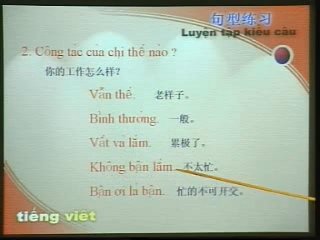 句型练习
Luyện tập kiểu câu
2. Công tác của chị thế nào ?
你的工作怎么样?
Vẫn thế. 老样子。
Bình thường. 一般。
Vất vả lắm. 累极了。
Không bận lắm. 不太忙。
Bận ơi là bận. 忙的不可开交。
tiếng việt